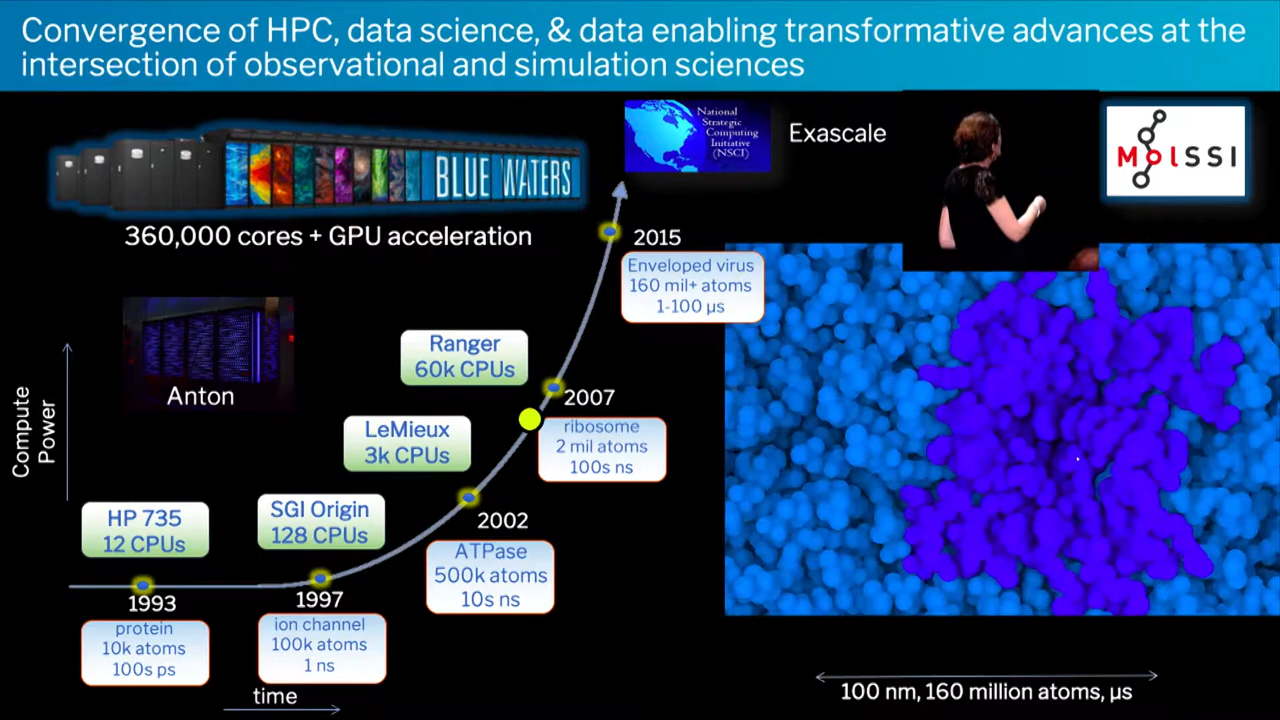 Convergence of HPC, data science, & data enabling transformative advances at the
intersection of observational and simulation sciences
National
Strategic
Computing
Initiative
(NSCI)
Exascale
MolSSI
BLUE WATERS
360,000 cores + GPU acceleration
2015
Enveloped virus
160 mil+ atoms
1-100 µs
Anton
Ranger
60k CPUs
2007
ribosome
2 mil atoms
100s ns
Compute
Power
LeMieux
3k CPUs
2002
ATPase
500k atoms
10s ns
HP 735
12 CPUs
SGI Origin
128 CPUs
1993
protein
10k atoms
100s ps
1997
ion channel
100k atoms
1 ns
time
100 nm, 160 million atoms, µs